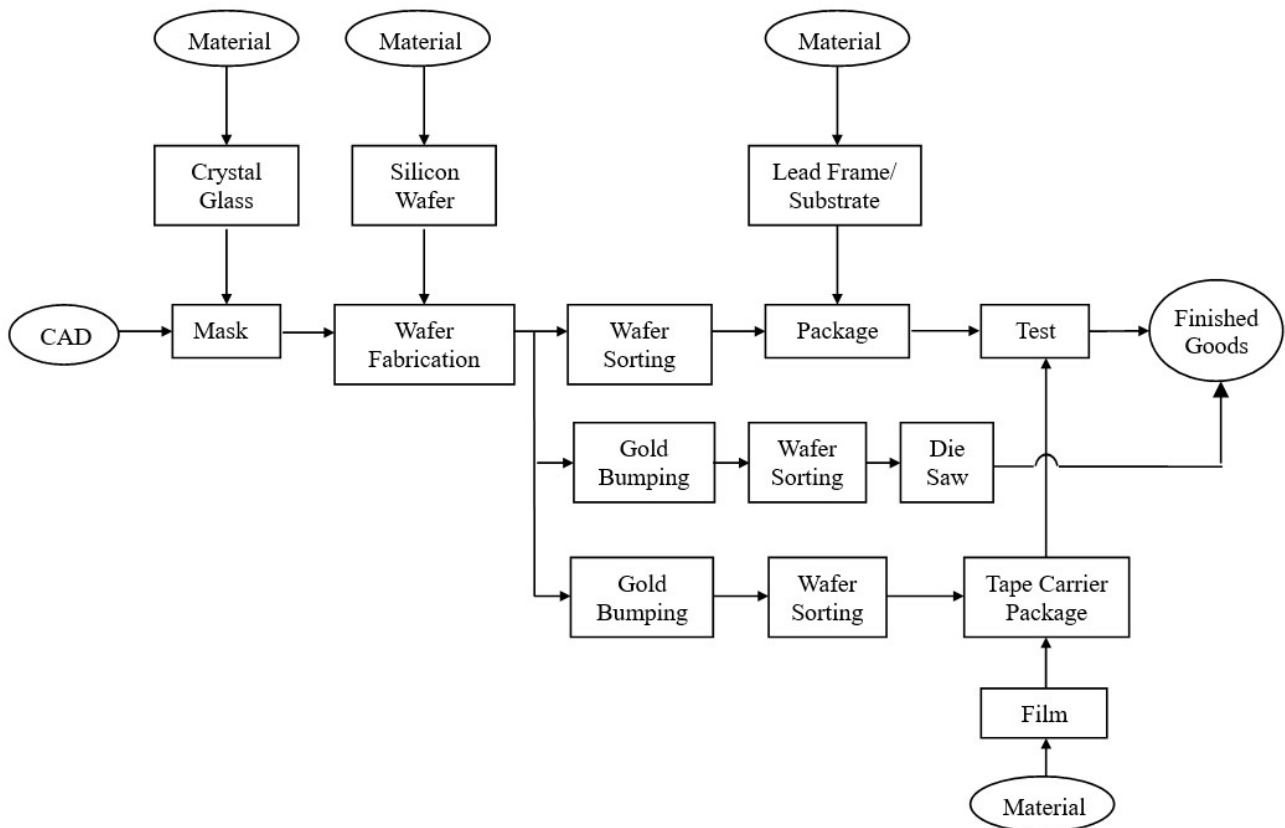 Material
Material
Material
Crystal
Glass
Silicon
Wafer
Lead Frame/
Substrate
CAD
Mask
Wafer
Fabrication
Wafer
Sorting
Package
Test
Finished
Goods
Gold
Bumping
Wafer
Sorting
Die
Saw
Gold
Bumping
Wafer
Sorting
Tape Carrier
Package
Film
Material